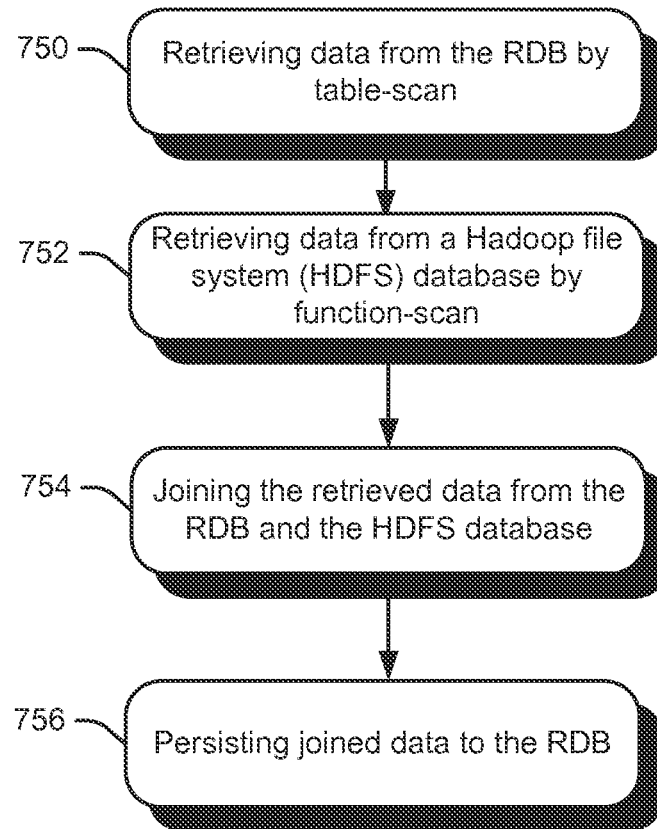 750
Retrieving data from the RDB by
table-scan
752
Retrieving data from a Hadoop file
system (HDFS) database by
function-scan
754
Joining the retrieved data from the
RDB and the HDFS database
756
Persisting joined data to the RDB